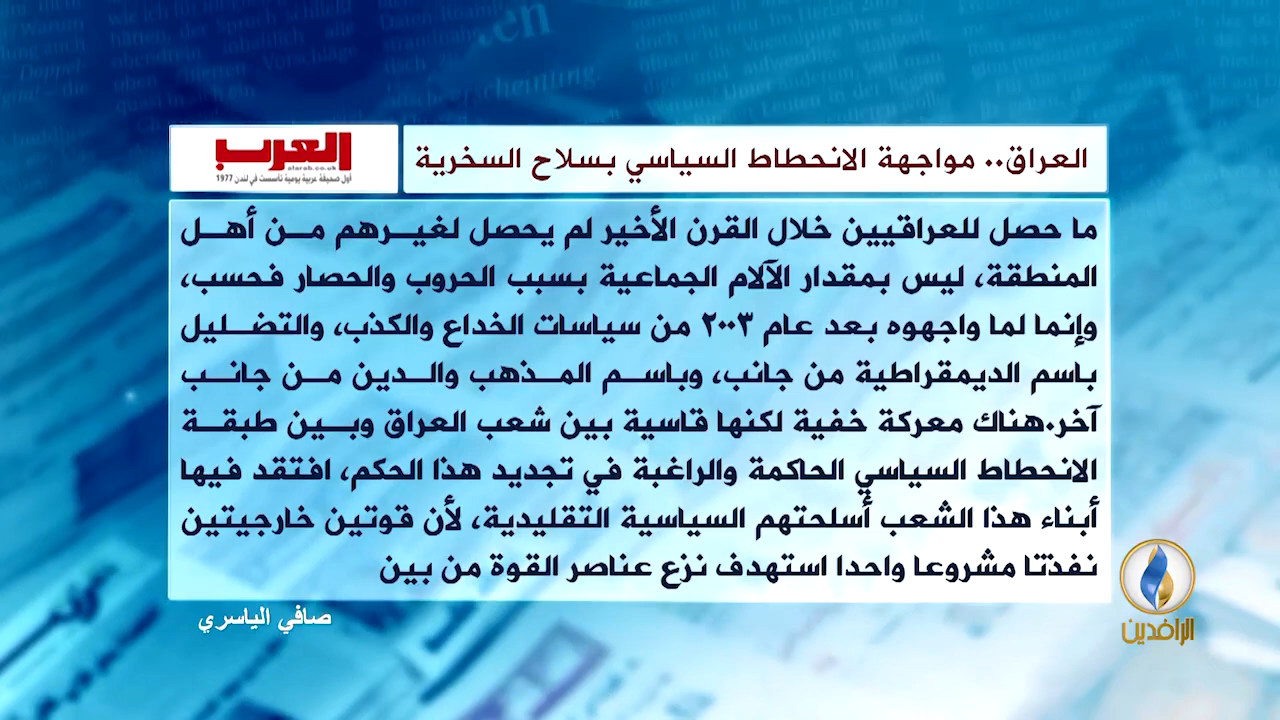 العراق.. مواجهة الانحطاط السياسي بسلاح السخرية
العرب
alarab.co.uk
أول صحيفة عربية يومية تأسست في لندن 1977
ما حصل للعراقيين خلال القرن الأخير لم يحصل لغيرهم من أهل
المنطقة، ليس بمقدار الآلام الجماعية بسبب الحروب والحصار فحسب،
وإنما لما واجهوه بعد عام ٢٠٠٣ من سياسات الخداع والكذب، والتضليل
باسم الديمقراطية من جانب، وباسم المذهب والدين من جانب
آخر.هناك معركة خفية لكنها قاسية بين شعب العراق وبين طبقة
الانحطاط السياسي الحاكمة والراغبة في تجديد هذا الحكم، افتقد فيها
أبناء هذا الشعب أسلحتهم السياسية التقليدية، لأن قوتين خارجيتين
نفذتا مشروعا واحدا استهدف نزع عناصر القوة من بين
صافي الياسري
الرافدين